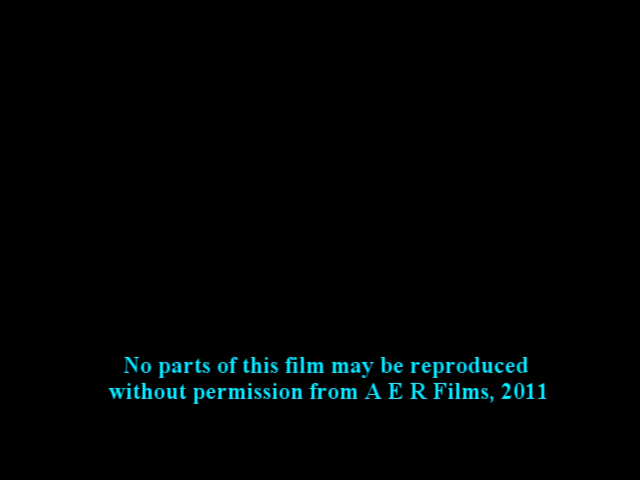 No parts of this film may be reproduced
without permission from A E R Films, 2011